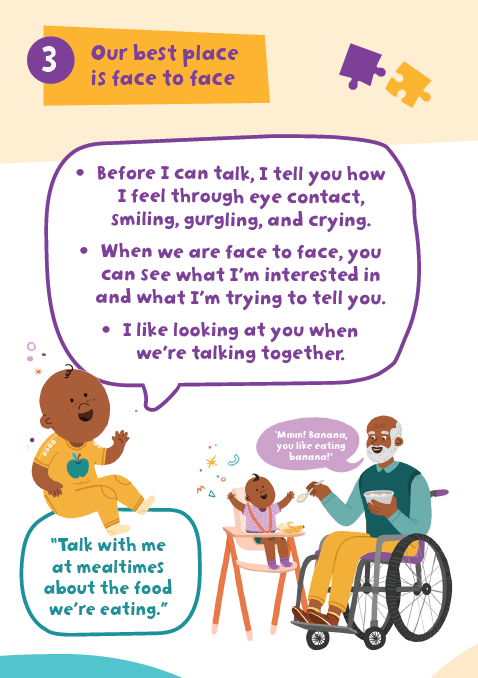 3
Our best place
is face to face
• Before I can talk, I tell you how
I feel through eye contact,
smiling, gurgling, and crying.
• When we are face to face, you
can see what I'm interested in
and what I'm trying to tell you.
• I like looking at you when
we're talking together.
'Mmm! Banana,
you like eating
banana!'
"Talk with me
at mealtimes
about the food
we're eating."